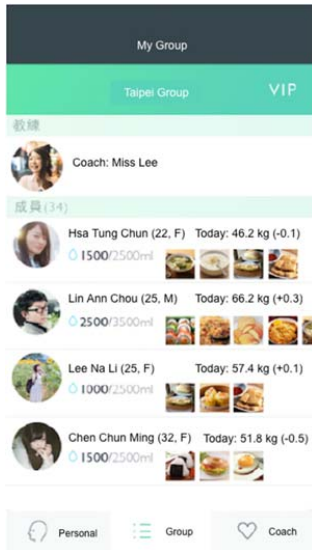 My Group
Taipei Group VIP
教練
Coach: Miss Lee
成員(34)
Hsa Tung Chun (22, F) Today: 46.2 kg (-0.1)
1500/2500ml
Lin Ann Chou (25, M) Today: 66.2 kg (+0.3)
2500/3500ml
Lee Na Li (25, F) Today: 57.4 kg (+0.1)
1000/2500ml
Chen Chun Ming (32, F) Today: 51.8 kg (-0.5)
1500/2500ml
Personal Group Coach